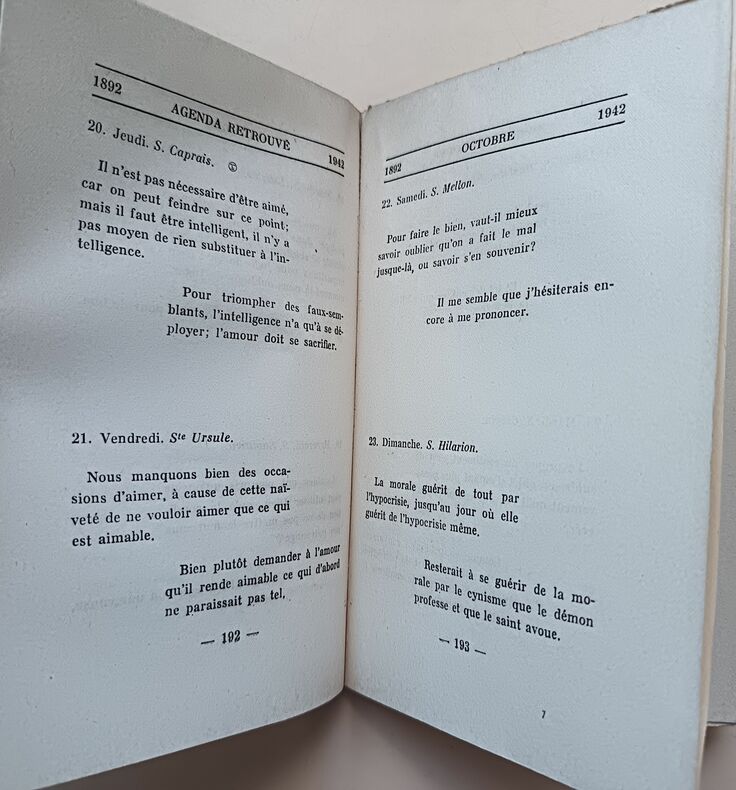 1892
AGENDA RETROUVÉ
1942
20. Jeudi. S. Caprais.
Il n'est pas nécessaire d'être aimé,
car on peut feindre sur ce point;
mais il faut être intelligent, il n'y a
pas moyen de rien substituer à l'in-
telligence.
Pour triompher des faux-sem-
blants, l'intelligence n'a qu'à se dé-
ployer; l'amour doit se sacrifier.
21. Vendredi. Ste Ursule.
Nous manquons bien des occa-
sions d'aimer, à cause de cette naï-
veté de ne vouloir aimer que ce qui
est aimable.
Bien plutôt demander à l'amour
qu'il rende aimable ce qui d'abord
ne paraissait pas tel.
— 192 —
1892
OCTOBRE
1942
22. Samedi. S. Mellon.
Pour faire le bien, vaut-il mieux
savoir oublier qu'on a fait le mal
jusque-là, ou savoir s'en souvenir?
Il me semble que j'hésiterais en-
core à me prononcer.
23. Dimanche. S. Hilarion.
La morale guérit de tout par
l'hypocrisie, jusqu'au jour où elle
guérit de l'hypocrisie même.
Resterait à se guérir de la mo-
rale par le cynisme que le démon
professe et que le saint avoue.
— 193 —
7